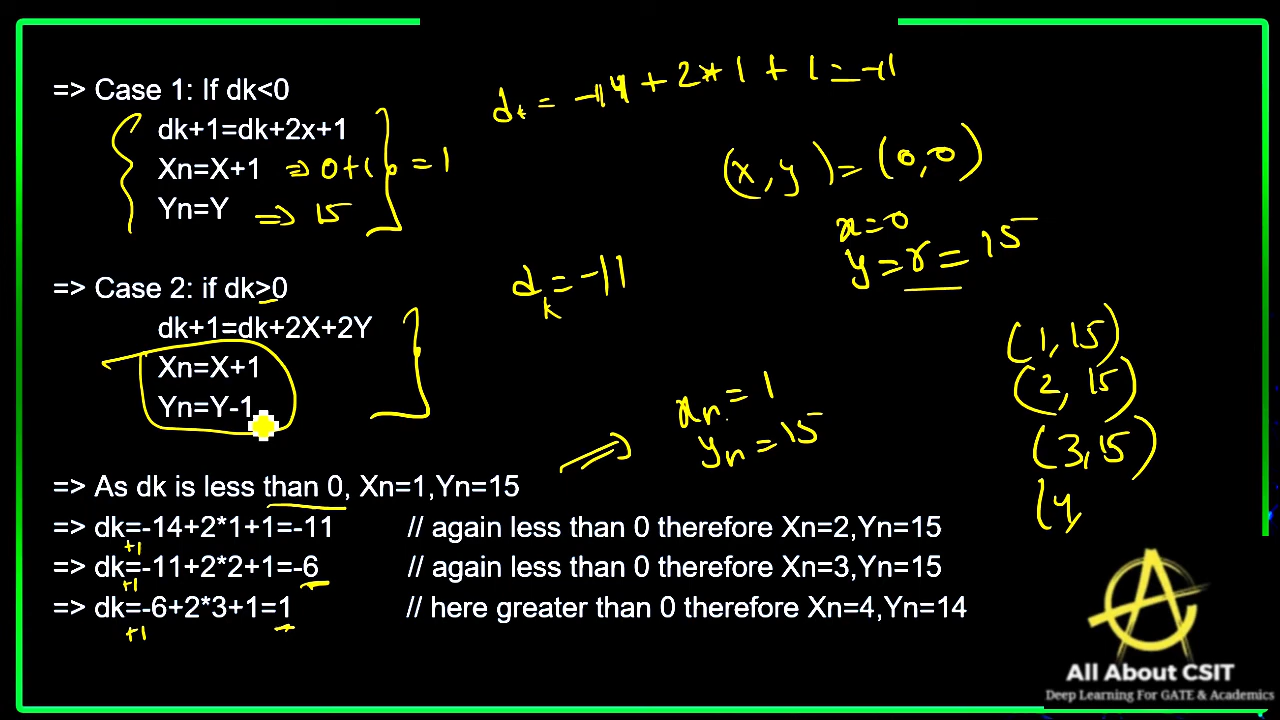 => Case 1: If dk<0
dk = -14 + 2 * 1 + 1 = -11
dk+1=dk+2x+1
Xn=X+1 => 0+1 = 1
Yn=Y => 15
(x, y) = (0, 0)
x=0
y = r = 15
=> Case 2: if dk>0
dk = -11
dk+1=dk+2X+2Y
Xn=X+1
Yn=Y-1
xn = 1
yn = 15
(1, 15)
(2, 15)
(3, 15)
(4,
=> As dk is less than 0, Xn=1,Yn=15
=> dk=-14+2*1+1=-11 // again less than 0 therefore Xn=2,Yn=15
+1
=> dk=-11+2*2+1=-6 // again less than 0 therefore Xn=3,Yn=15
+1
=> dk=-6+2*3+1=1 // here greater than 0 therefore Xn=4,Yn=14
+1
All About CSIT
Deep Learning For GATE & Academics